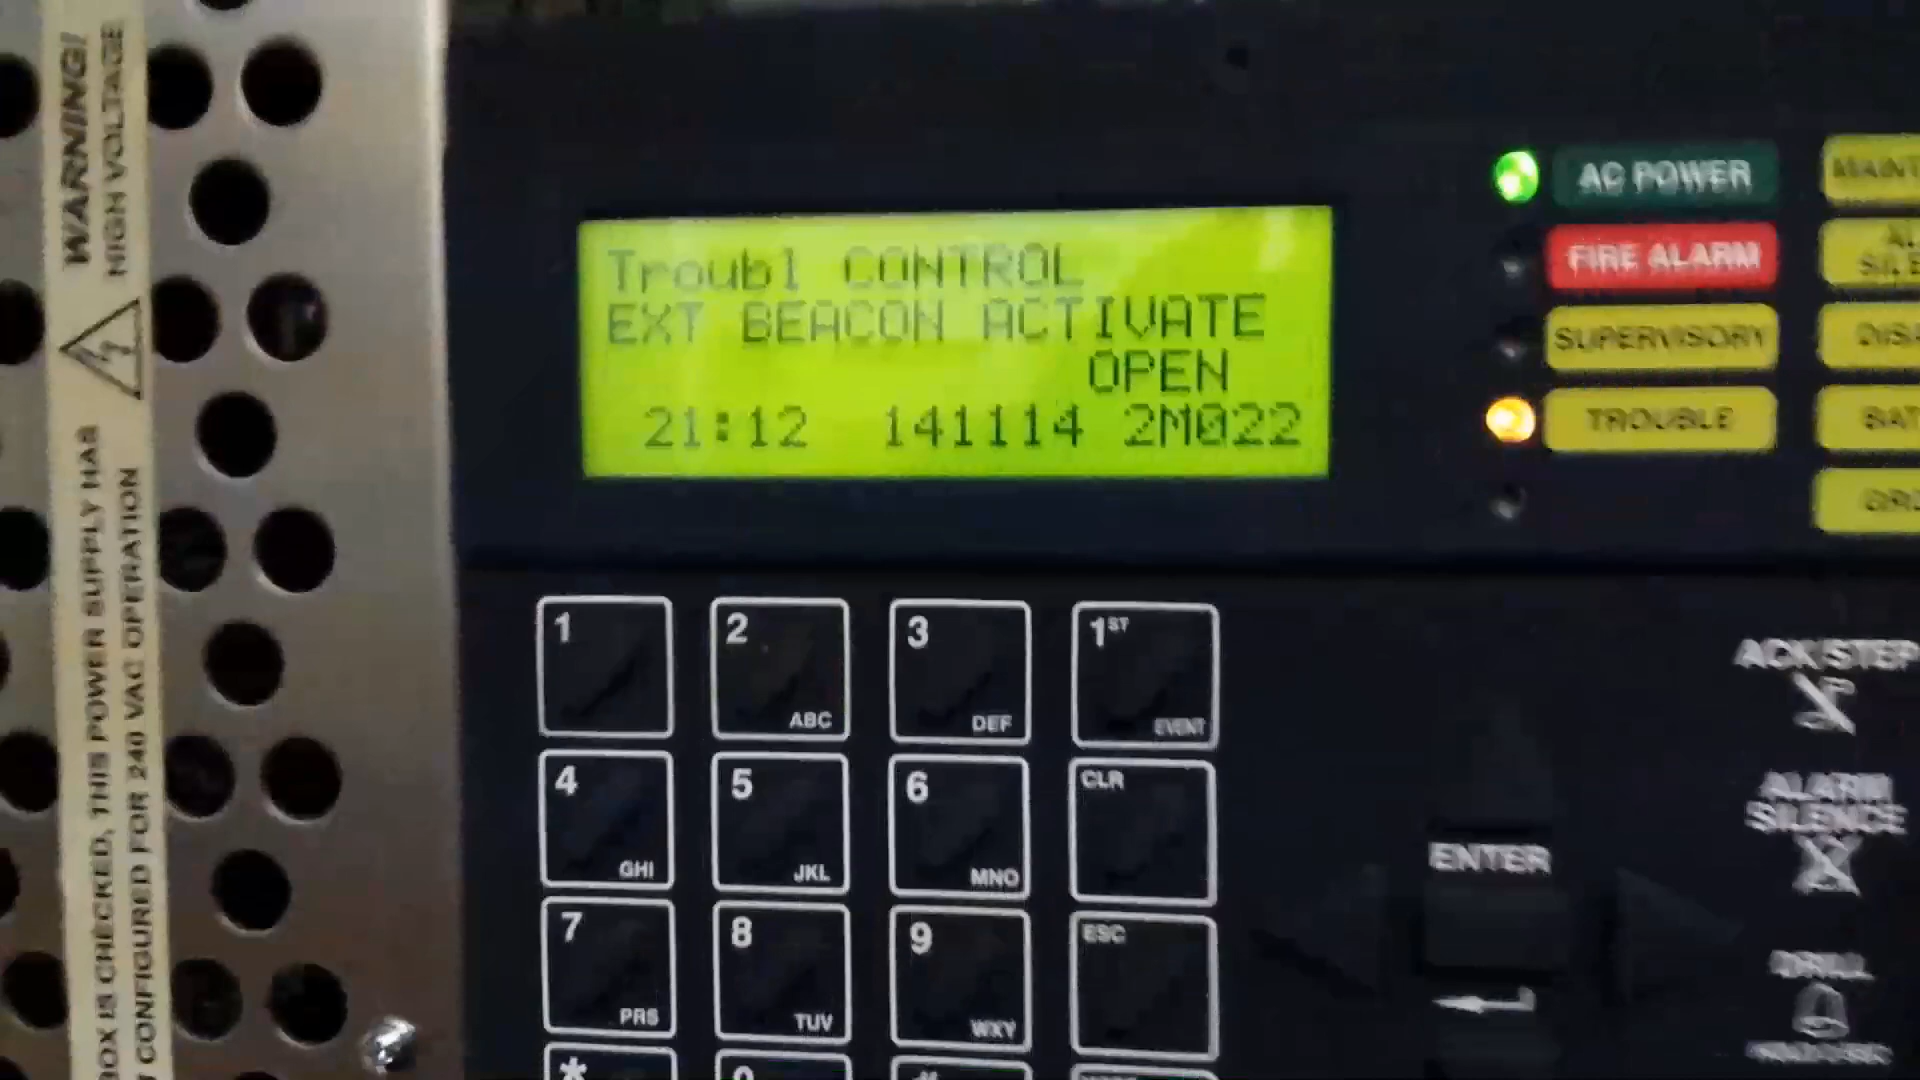 WARNING!
HIGH VOLTAGE
BOX IS CHECKED, THIS POWER SUPPLY HAS
CONFIGURED FOR 240 VAC OPERATION
Troubl CONTROL
EXT BEACON ACTIVATE
OPEN
21:12 141114 2M022
AC POWER
FIRE ALARM
SUPERVISORY
TROUBLE
1
2 ABC
3 DEF
1ST EVENT
4 GHI
5 JKL
6 MNO
CLR
7 PRS
8 TUV
9 WXY
ESC
*
ENTER
ACK/STEP
ALARM
SILENCE
DRILL